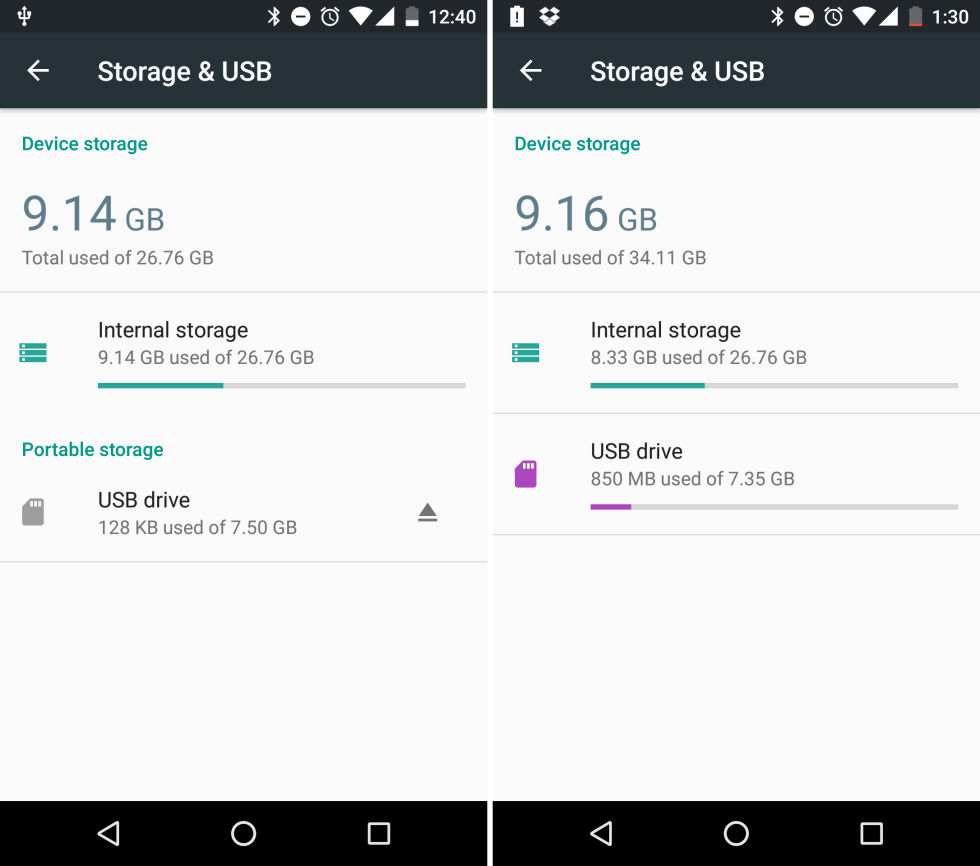 12:40
Storage & USB
Device storage
9.14 GB
Total used of 26.76 GB
Internal storage
9.14 GB used of 26.76 GB
Portable storage
USB drive
128 KB used of 7.50 GB
1:30
Storage & USB
Device storage
9.16 GB
Total used of 34.11 GB
Internal storage
8.33 GB used of 26.76 GB
USB drive
850 MB used of 7.35 GB